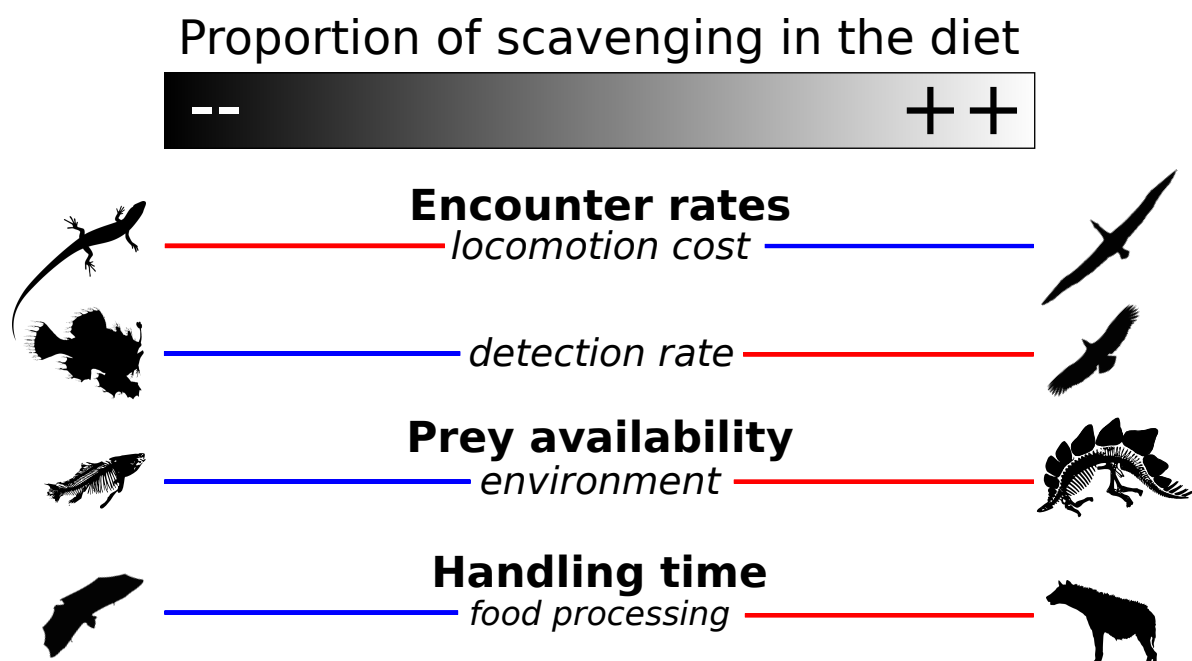 Proportion of scavenging in the diet
-- ++
Encounter rates
locomotion cost
detection rate
Prey availability
environment
Handling time
food processing